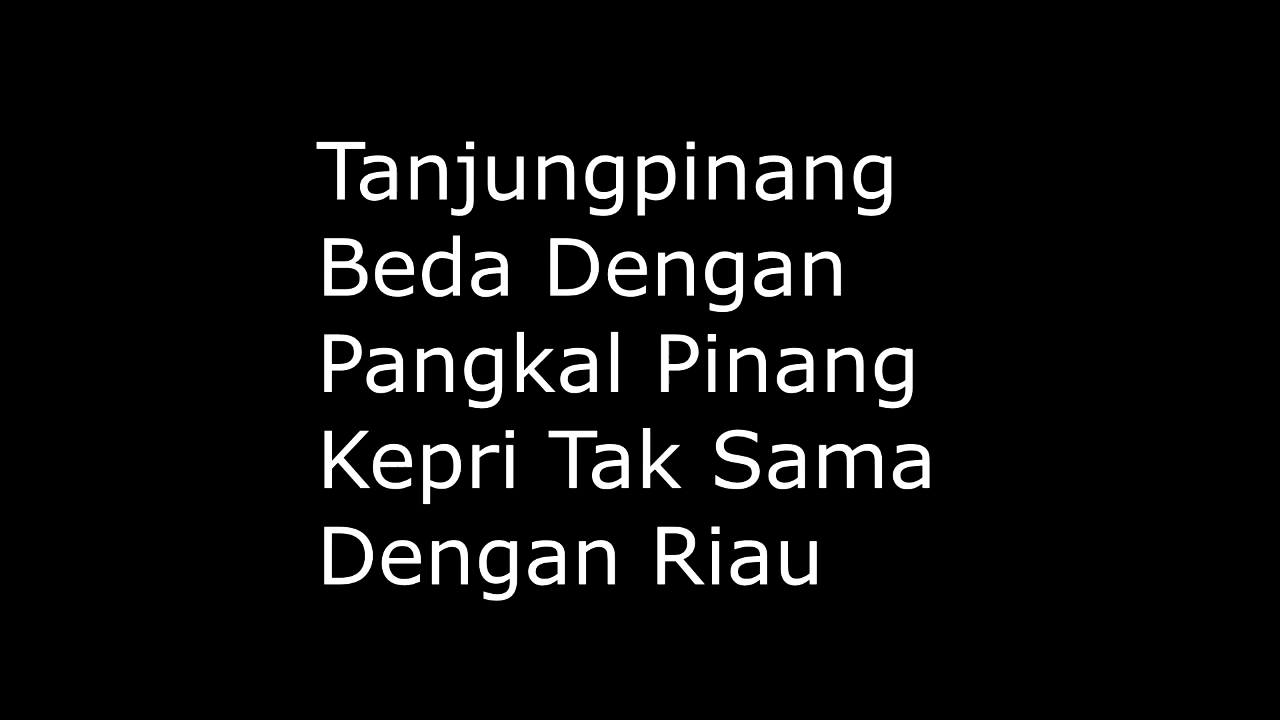 Tanjungpinang
Beda Dengan
Pangkal Pinang
Kepri Tak Sama
Dengan Riau